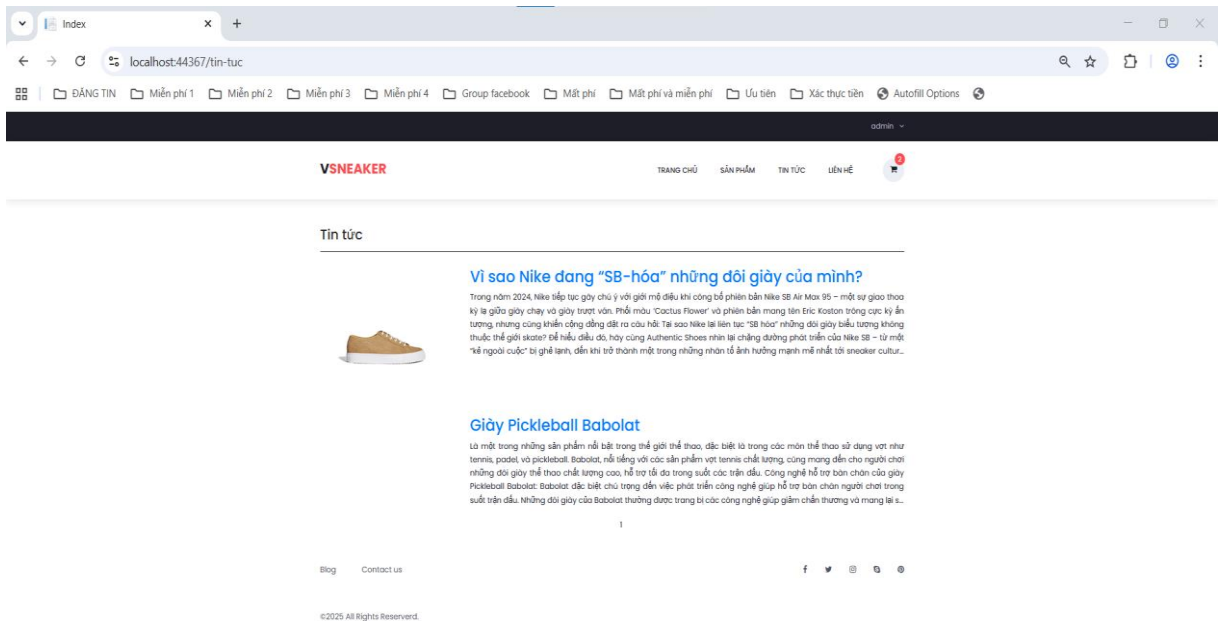 Index
localhost:44367/tin-tuc
ĐĂNG TIN Miễn phí 1 Miễn phí 2 Miễn phí 3 Miễn phí 4 Group facebook Mất phí Mất phí và miễn phí Ưu tiên Xác thực tiền Autofill Options
admin
VSNEAKER
TRANG CHỦ SẢN PHẨM TIN TỨC LIÊN HỆ 2
Tin tức
Vì sao Nike đang “SB-hóa” những đôi giày của mình?
Trong năm 2024, Nike tiếp tục gây chú ý với giới mộ điệu khi công bố phiên bản Nike SB Air Max 95 – một sự giao thoa
kỳ lạ giữa giày chạy và giày trượt ván. Phối màu ‘Cactus Flower’ và phiên bản mang tên Eric Koston trông cực kỳ ấn
tượng, nhưng cũng khiến cộng đồng đặt ra câu hỏi: Tại sao Nike lại liên tục “SB hóa” những đôi giày biểu tượng không
thuộc thế giới skate? Để hiểu điều đó, hãy cùng Authentic Shoes nhìn lại chặng đường phát triển của Nike SB – từ một
“kẻ ngoài cuộc” bị ghẻ lạnh, đến khi trở thành một trong những nhân tố ảnh hưởng mạnh mẽ nhất tới sneaker cultur...
Giày Pickleball Babolat
Là một trong những sản phẩm nổi bật trong thế giới thể thao, đặc biệt là trong các môn thể thao sử dụng vợt như
tennis, padel, và pickleball. Babolat, nổi tiếng với các sản phẩm vợt tennis chất lượng, cũng mang đến cho người chơi
những đôi giày thể thao chất lượng cao, hỗ trợ tối đa trong suốt các trận đấu. Công nghệ hỗ trợ bàn chân của giày
Pickleball Babolat: Babolat đặc biệt chú trọng đến việc phát triển công nghệ giúp hỗ trợ bàn chân người chơi trong
suốt trận đấu. Những đôi giày của Babolat thường được trang bị các công nghệ giúp giảm chấn thương và mang lại s...
1
Blog Contact us
©2025 All Rights Reserverd.